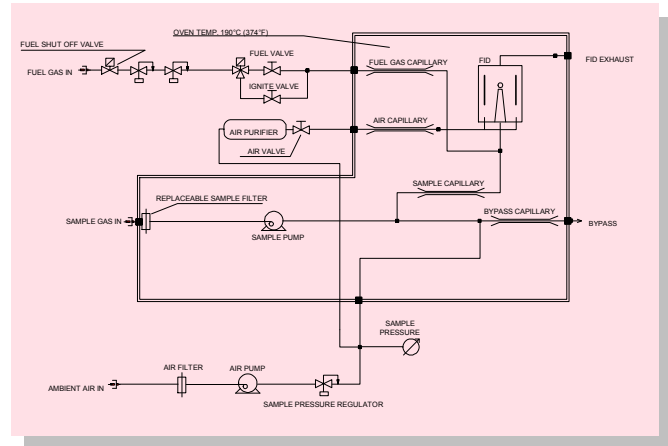 OVEN TEMP. 190°C (374°F)
FUEL SHUT OFF VALVE
FUEL VALVE
FUEL GAS CAPILLARY
FID
FID EXHAUST
FUEL GAS IN
IGNITE VALVE
AIR CAPILLARY
AIR PURIFIER
AIR VALVE
SAMPLE CAPILLARY
REPLACEABLE SAMPLE FILTER
BYPASS CAPILLARY
SAMPLE GAS IN
BYPASS
SAMPLE PUMP
SAMPLE
PRESSURE
AIR FILTER
AIR PUMP
AMBIENT AIR IN
SAMPLE PRESSURE REGULATOR